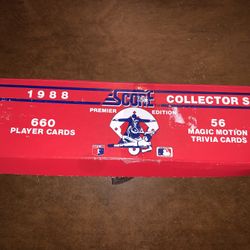 1988
SCORE
COLLECTOR S
PREMIER EDITION
660
PLAYER CARDS
56
MAGIC MOTION
TRIVIA CARDS